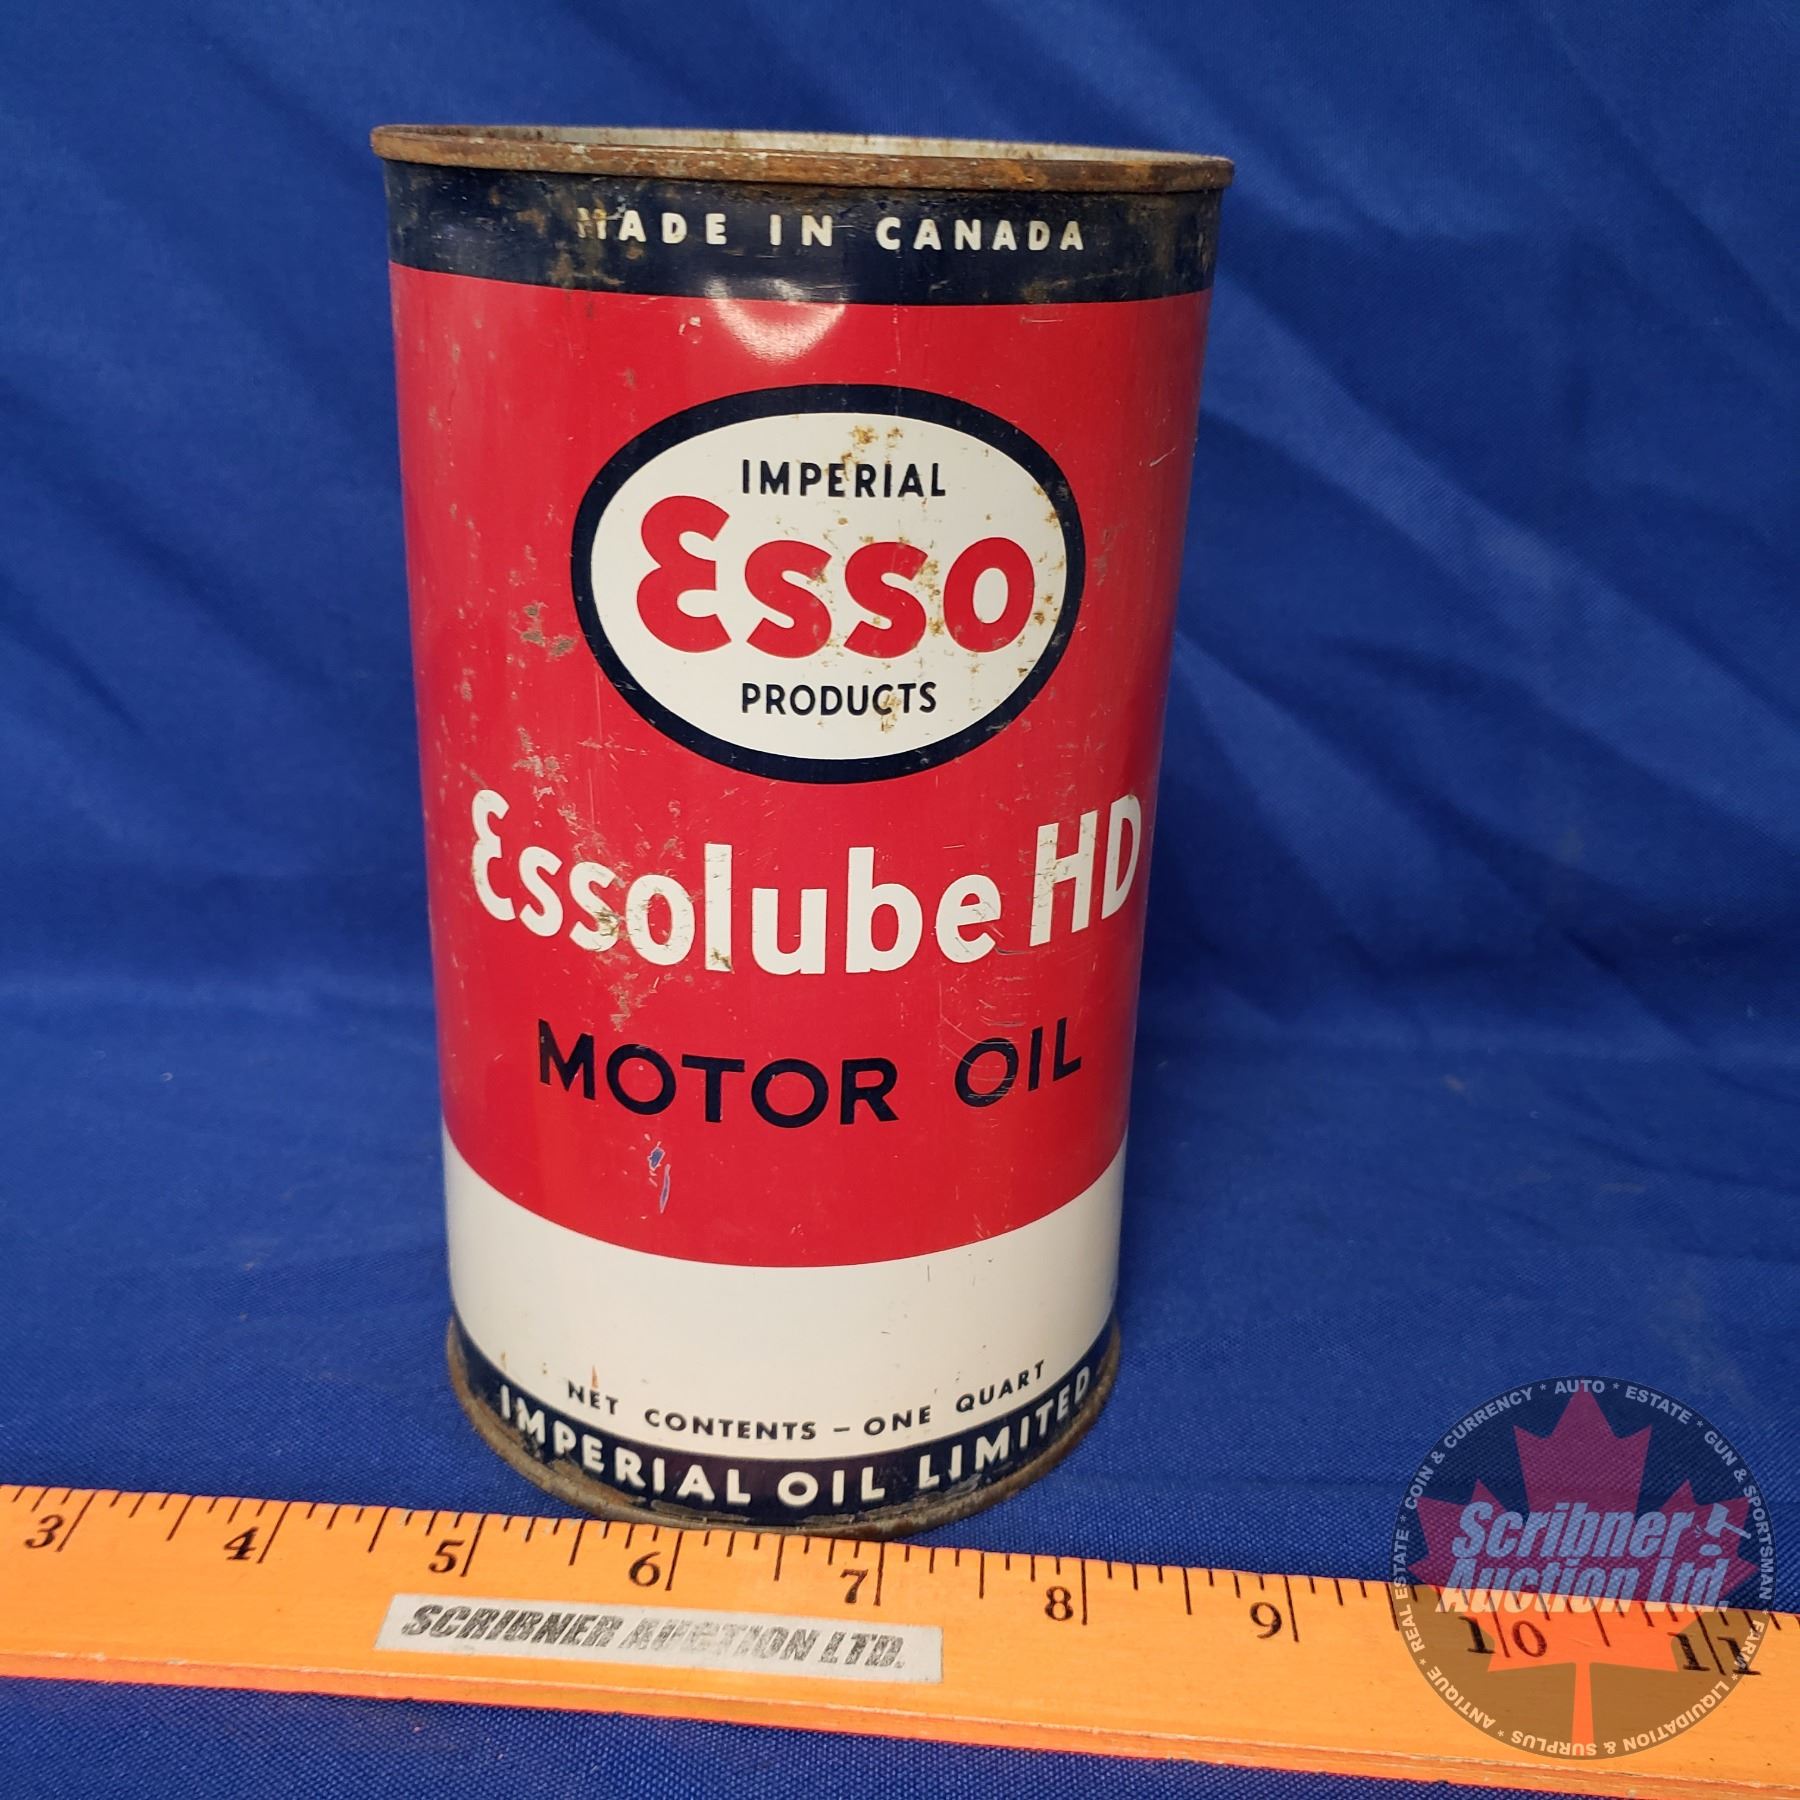 MADE IN CANADA
IMPERIAL
Esso
PRODUCTS
Essolube HD
MOTOR OIL
NET CONTENTS – ONE QUART
IMPERIAL OIL LIMITED
3 4 5 6 7 8 9 10 11
SCRIBNER AUCTION LTD.
Scribner
Auction Ltd.
ANTIQUE * REAL ESTATE * COIN & CURRENCY * AUTO * ESTATE * GUN & SPORTSMAN * FARM * LIQUIDATION & SURPLUS *